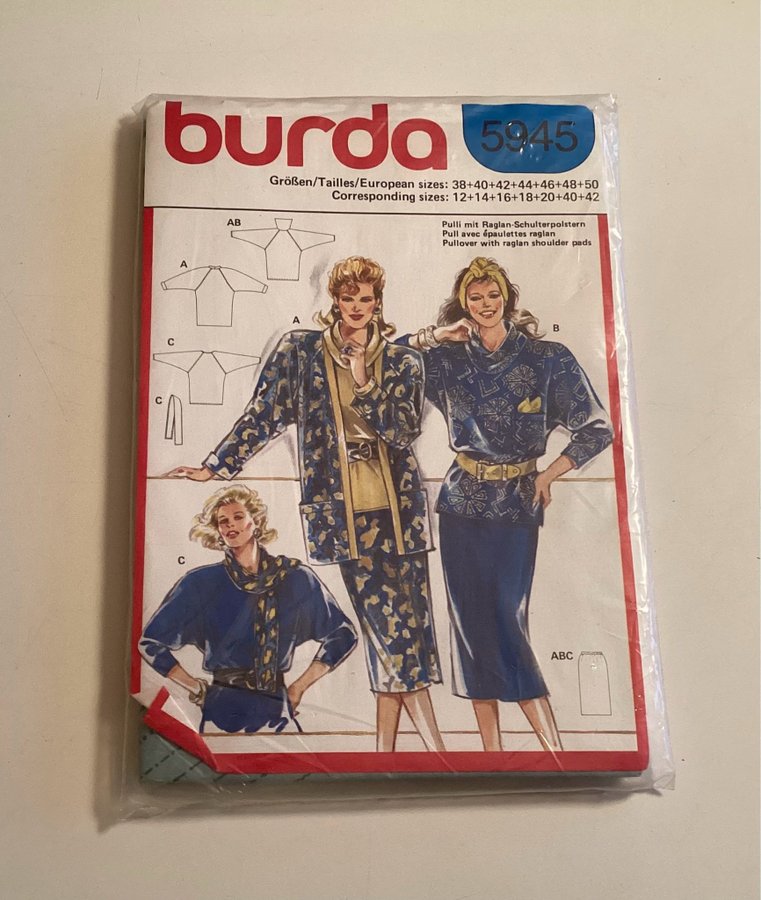 burda
5945
Größen/Tailles/European sizes: 38+40+42+44+46+48+50
Corresponding sizes: 12+14+16+18+20+40+42
Pulli mit Raglan-Schulterpolstern
Pull avec épaulettes raglan
Pullover with raglan shoulder pads
AB
A
C
C
A
B
C
ABC